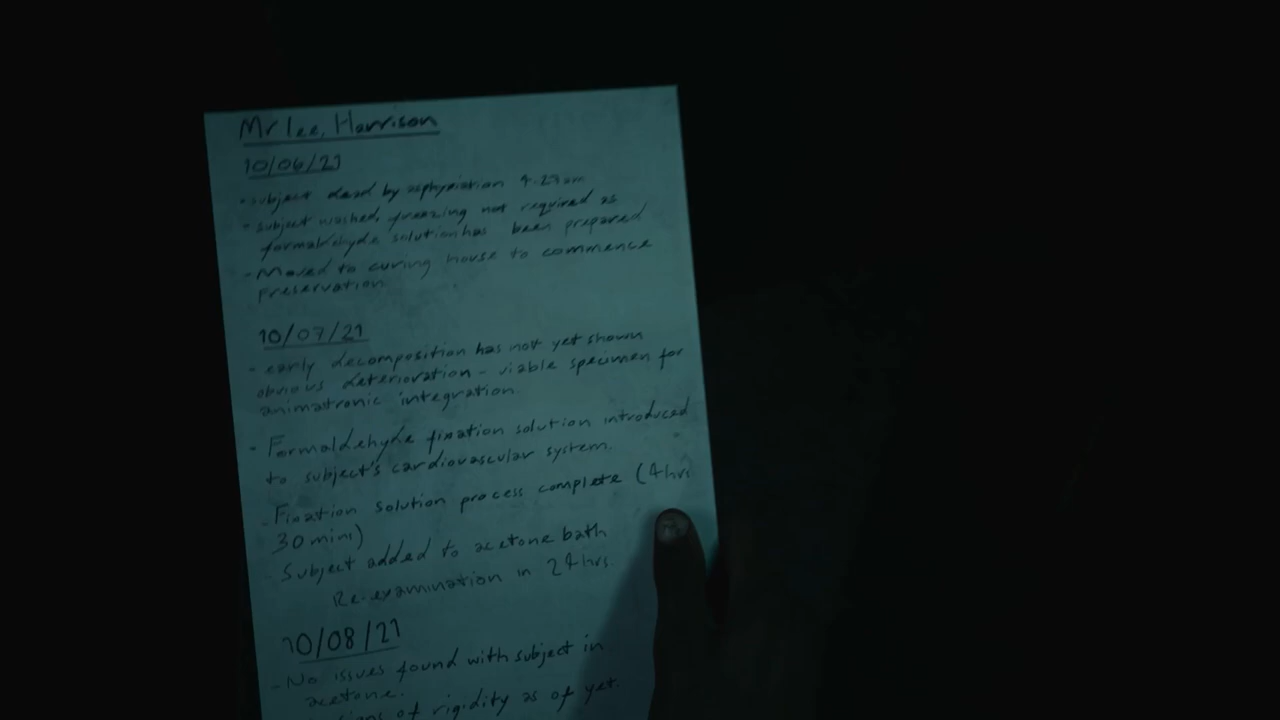 Mr lee, Harrison
10/06/21
- subject dead by asphyxiation 4.29am
- subject washed, freezing not required as
formaldehyde solution has been prepared
- Moved to curing house to commence
preservation
10/07/21
- early decomposition has not yet shown
obvious deterioration - viable specimen for
animatronic integration
- Formaldehyde fixation solution introduced
to subject's cardiovascular system.
- Fixation solution process complete (4hrs
30mins)
- Subject added to acetone bath
Re-examination in 24hrs.
10/08/21
- No issues found with subject in
acetone.
of rigidity as of yet.